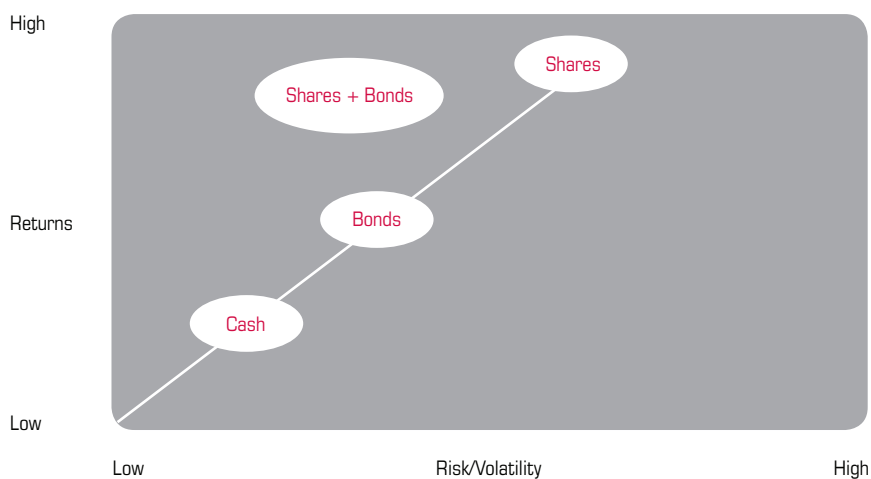 High
Shares
Shares + Bonds
Returns
Bonds
Cash
Low
Low Risk/Volatility High